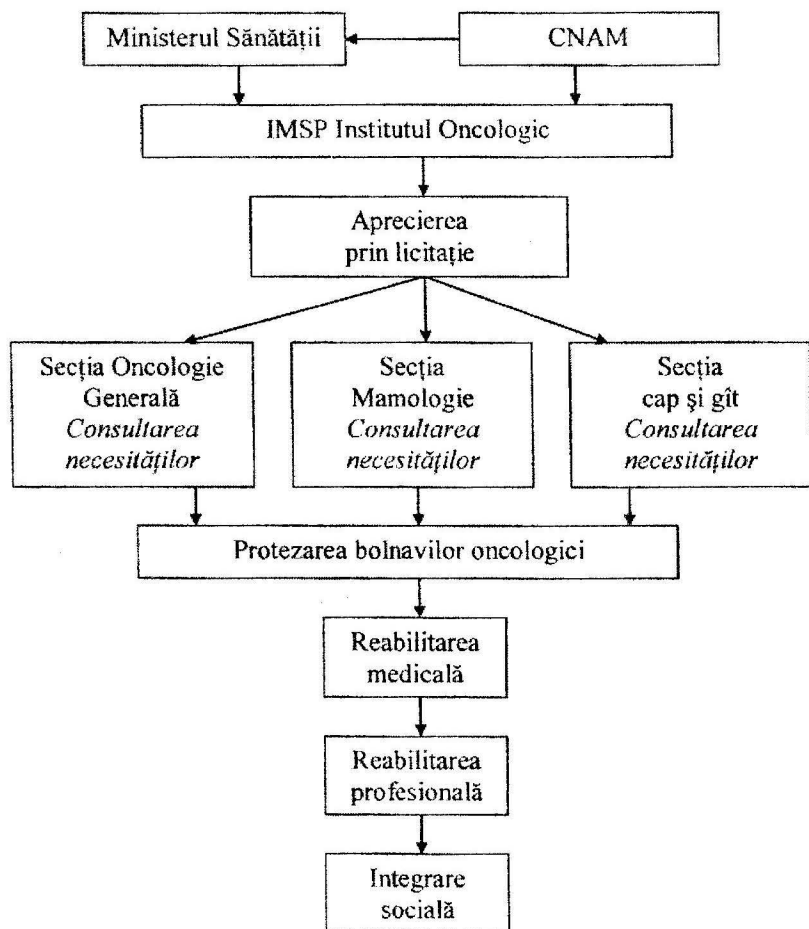 Ministerul Sănătății
CNAM
IMSP Institutul Oncologic
Aprecierea
prin licitație
Secția Oncologie
Generală
Consultarea
necesităților
Secția
Mamologie
Consultarea
necesităților
Secția
cap și gît
Consultarea
necesităților
Protezarea bolnavilor oncologici
Reabilitarea
medicală
Reabilitarea
profesională
Integrare
socială